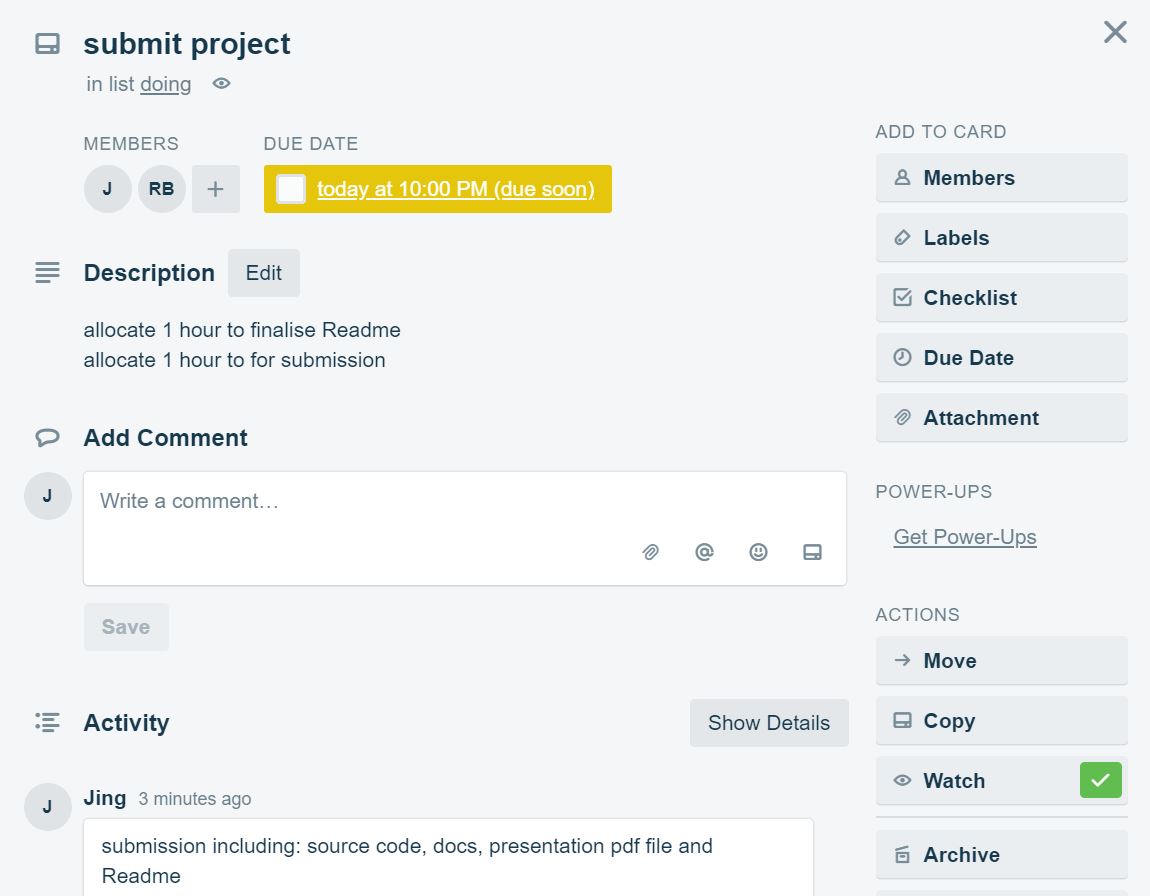 submit project
in list doing
MEMBERS
J RB +
DUE DATE
today at 10:00 PM (due soon)
Description Edit
allocate 1 hour to finalise Readme
allocate 1 hour to for submission
Add Comment
J
Write a comment…
Save
Activity Show Details
J
Jing 3 minutes ago
submission including: source code, docs, presentation pdf file and
Readme
ADD TO CARD
Members
Labels
Checklist
Due Date
Attachment
POWER-UPS
Get Power-Ups
ACTIONS
Move
Copy
Watch
Archive